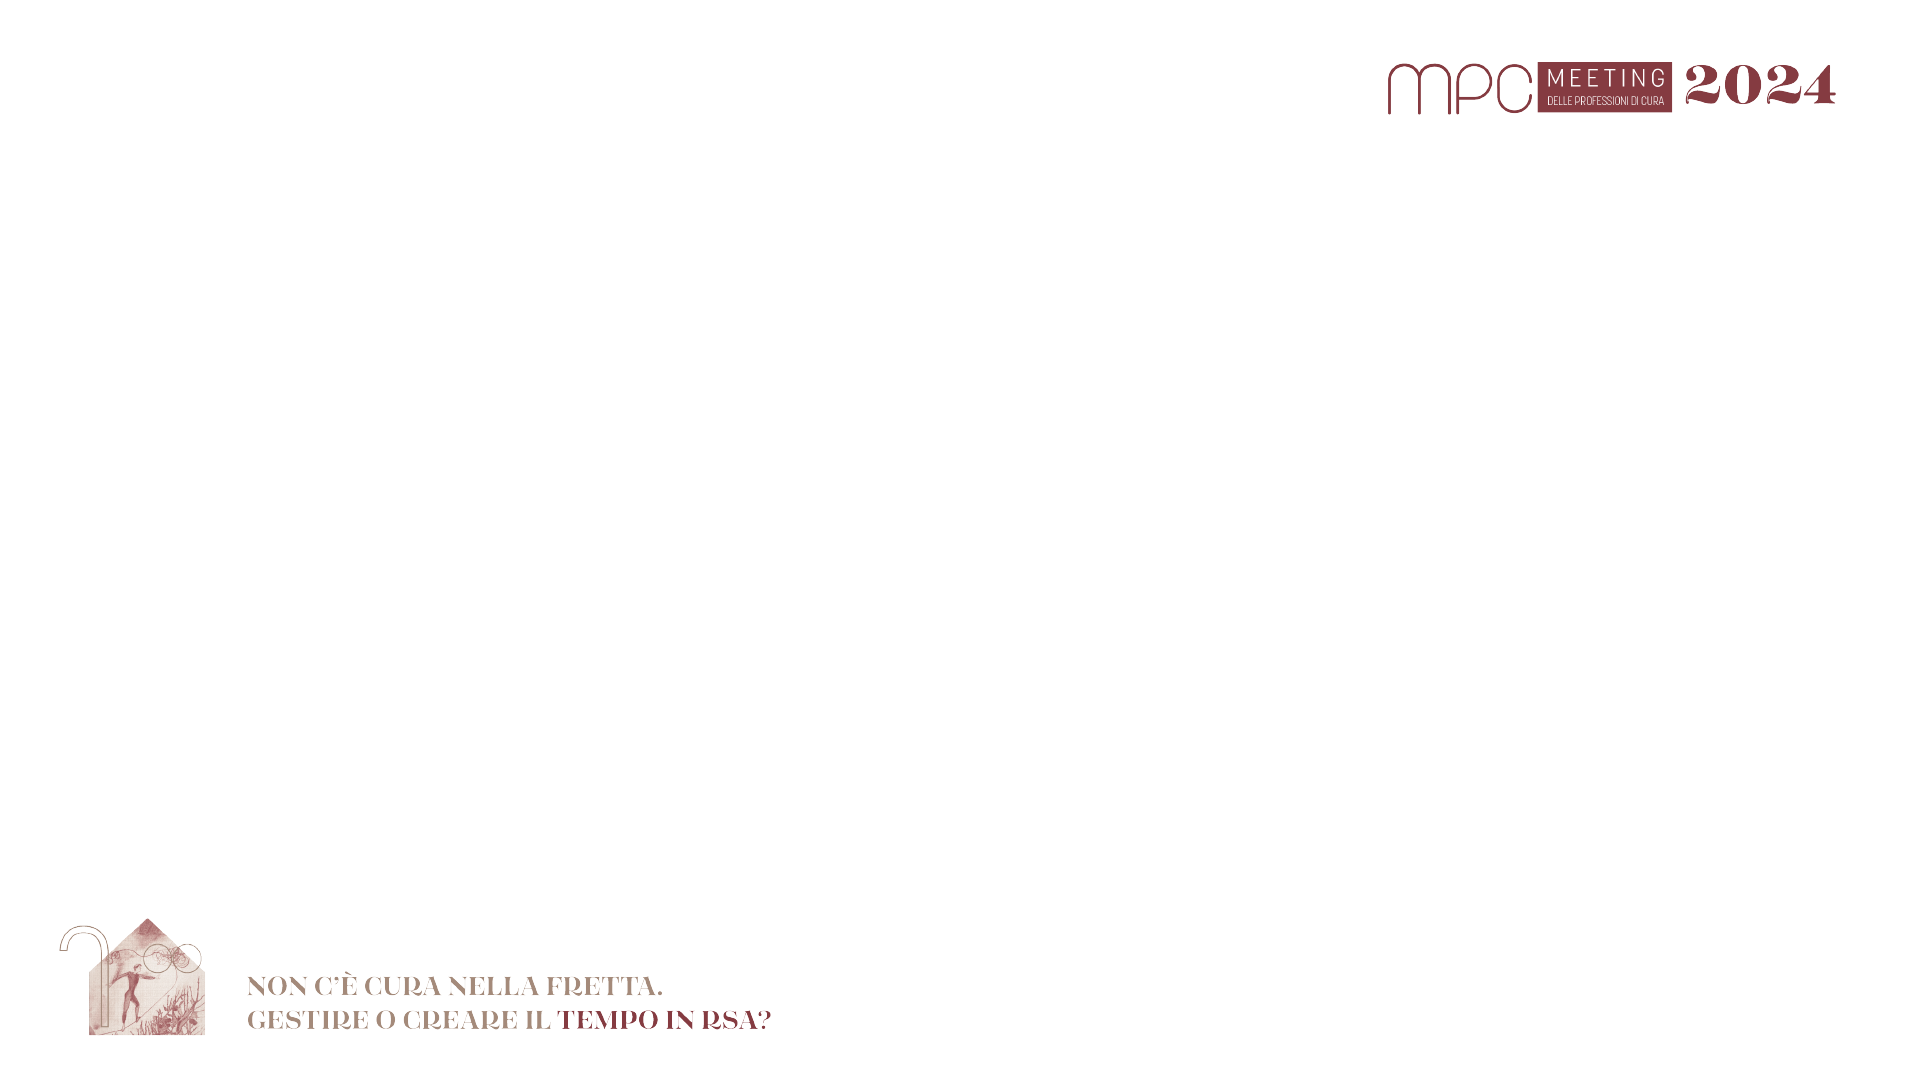 mpc MEETING 2024
DELLE PROFESSIONI DI CURA
NON C'È CURA NELLA FRETTA.
GESTIRE O CREARE IL TEMPO IN RSA?